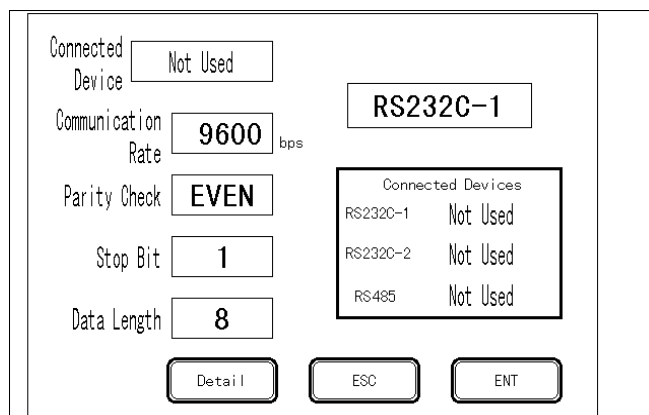 Connected
Device
Not Used
Communication
Rate
9600
bps
Parity Check
EVEN
Stop Bit
1
Data Length
8
RS232C-1
Connected Devices
RS232C-1 Not Used
RS232C-2 Not Used
RS485 Not Used
Detail
ESC
ENT